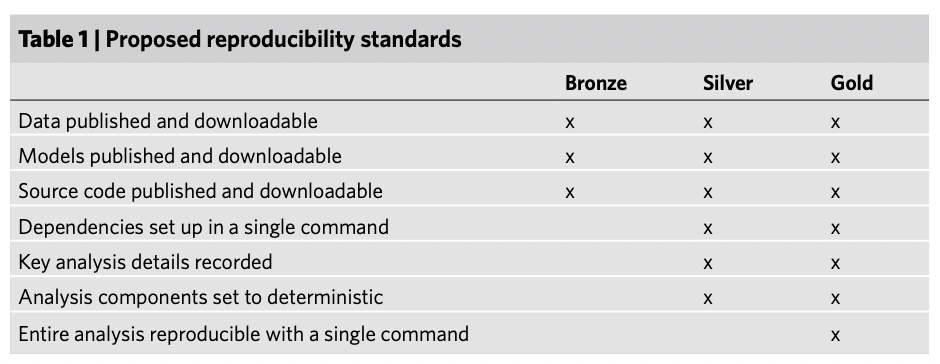 Table 1 | Proposed reproducibility standards
Bronze Silver Gold
Data published and downloadable x x x
Models published and downloadable x x x
Source code published and downloadable x x x
Dependencies set up in a single command x x
Key analysis details recorded x x
Analysis components set to deterministic x x
Entire analysis reproducible with a single command x